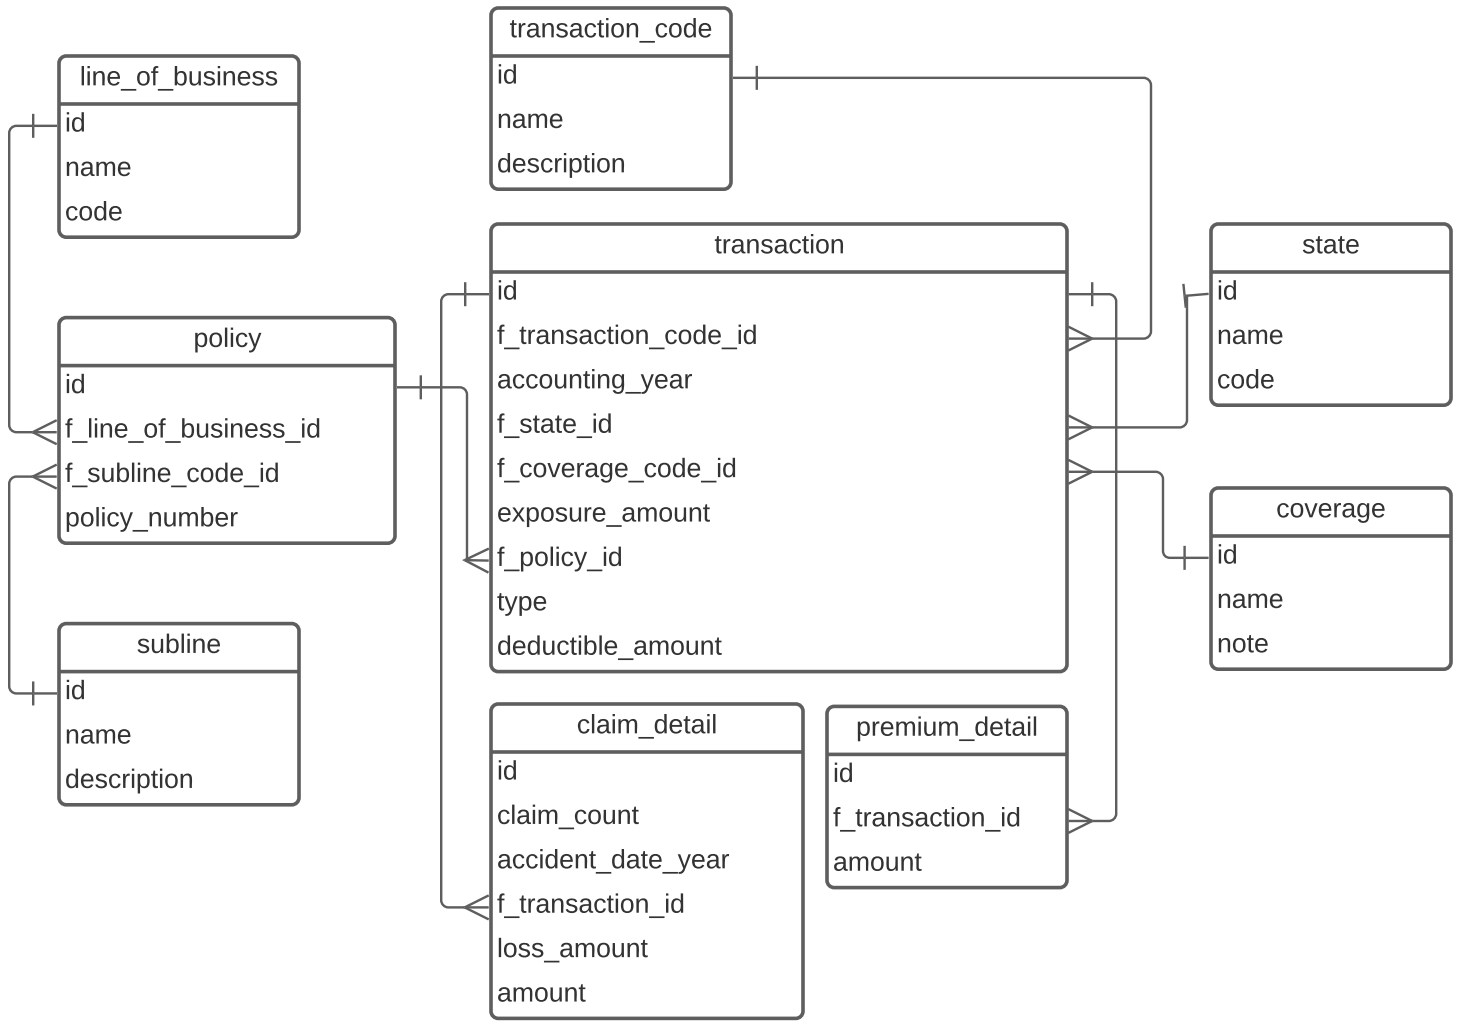 transaction_code
id
name
description
line_of_business
id
name
code
transaction
id
f_transaction_code_id
accounting_year
f_state_id
f_coverage_code_id
exposure_amount
f_policy_id
type
deductible_amount
state
id
name
code
policy
id
f_line_of_business_id
f_subline_code_id
policy_number
coverage
id
name
note
subline
id
name
description
claim_detail
id
claim_count
accident_date_year
f_transaction_id
loss_amount
amount
premium_detail
id
f_transaction_id
amount